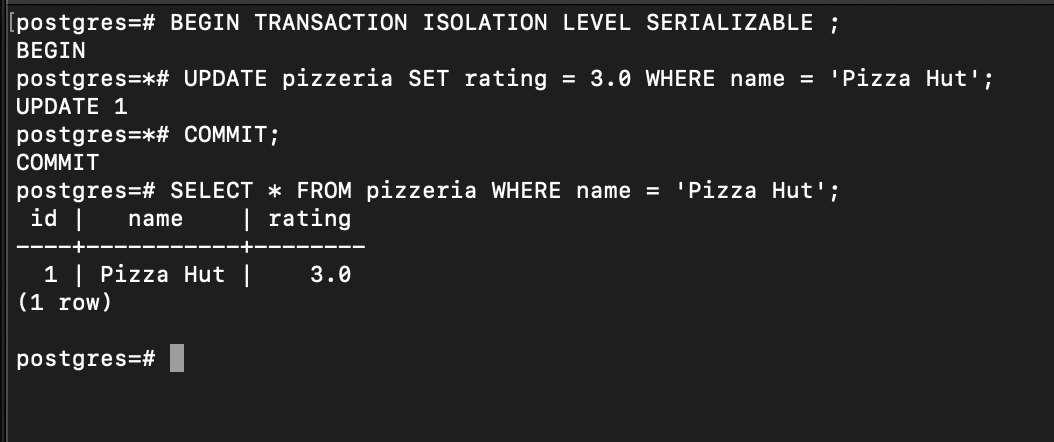 [postgres=# BEGIN TRANSACTION ISOLATION LEVEL SERIALIZABLE ;
BEGIN
postgres=*# UPDATE pizzeria SET rating = 3.0 WHERE name = 'Pizza Hut';
UPDATE 1
postgres=*# COMMIT;
COMMIT
postgres=# SELECT * FROM pizzeria WHERE name = 'Pizza Hut';
 id |   name    | rating
----+-----------+--------
  1 | Pizza Hut |    3.0
(1 row)

postgres=#